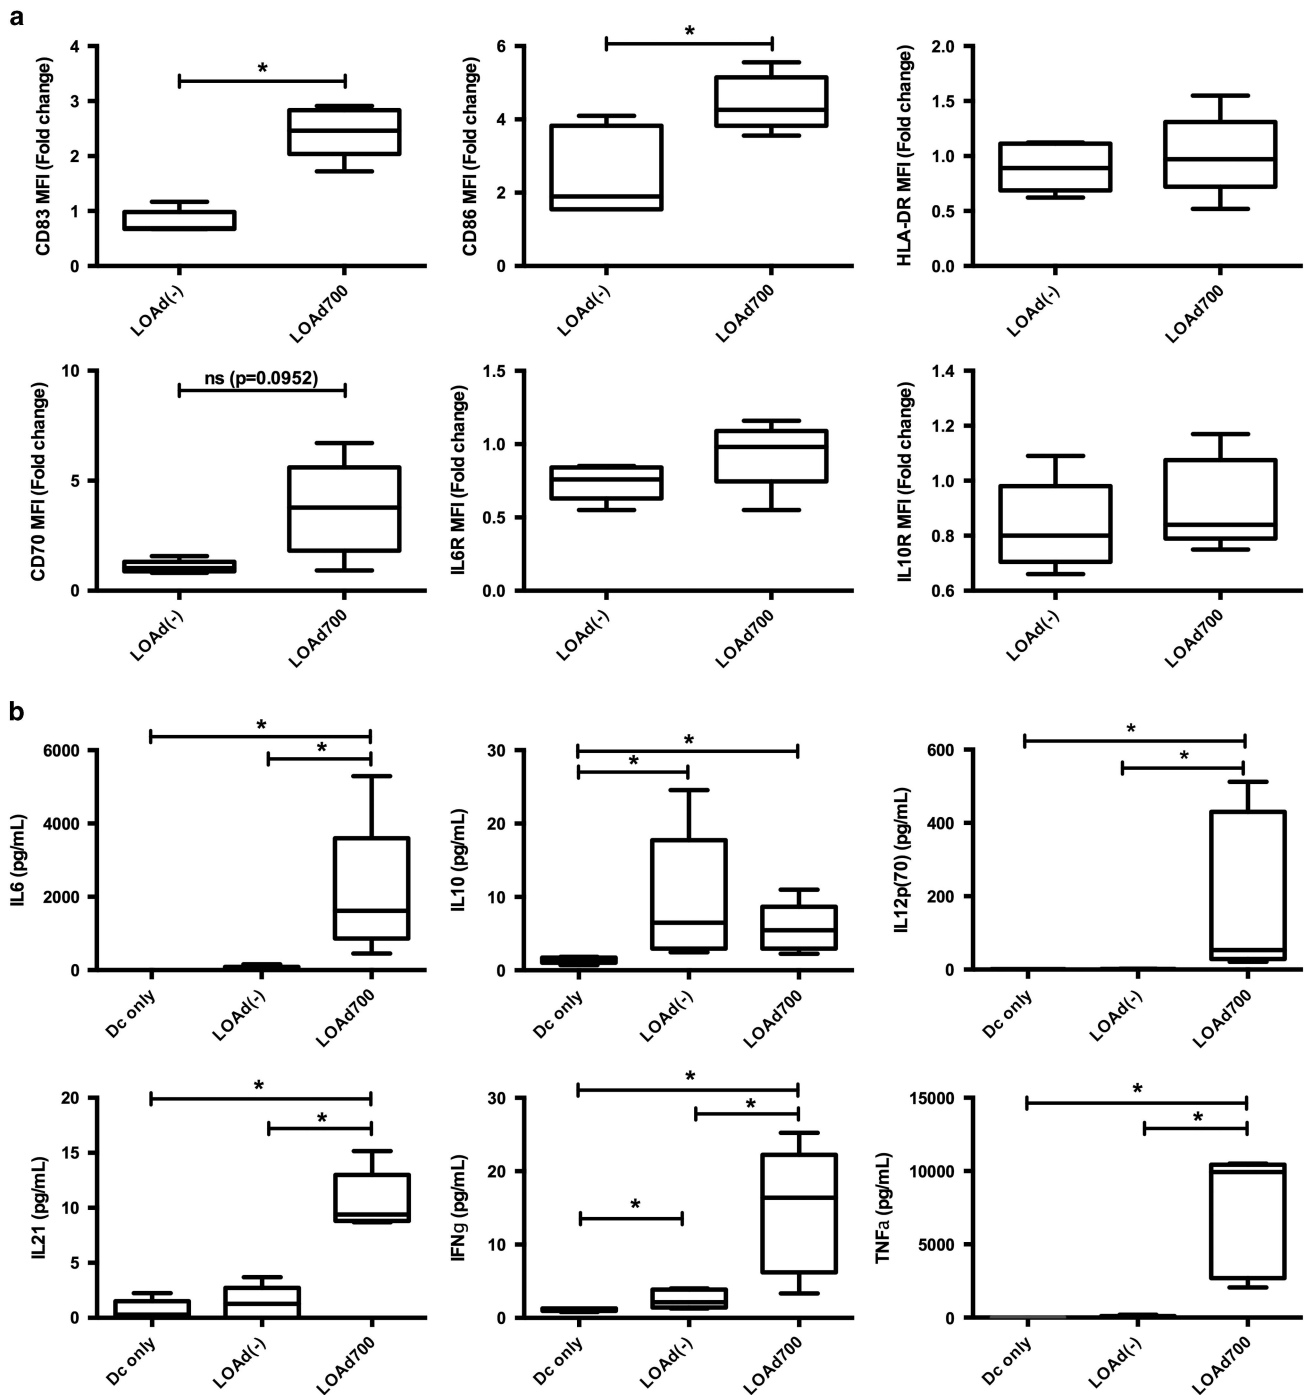 a
CD83 MFI (Fold change)
4
3
2
1
0
*
LOAd(-)
LOAd700
CD86 MFI (Fold change)
6
4
2
0
*
LOAd(-)
LOAd700
HLA-DR MFI (Fold change)
2.0
1.5
1.0
0.5
0.0
LOAd(-)
LOAd700
CD70 MFI (Fold change)
10
5
0
ns (p=0.0952)
LOAd(-)
LOAd700
IL6R MFI (Fold change)
1.5
1.0
0.5
0.0
LOAd(-)
LOAd700
IL10R MFI (Fold change)
1.4
1.2
1.0
0.8
0.6
LOAd(-)
LOAd700
b
IL6 (pg/mL)
6000
4000
2000
0
*
*
Dc only
LOAd(-)
LOAd700
IL10 (pg/mL)
30
20
10
0
*
*
Dc only
LOAd(-)
LOAd700
IL12p(70) (pg/mL)
600
400
200
0
*
*
Dc only
LOAd(-)
LOAd700
IL21 (pg/mL)
20
15
10
5
0
*
*
Dc only
LOAd(-)
LOAd700
IFNg (pg/mL)
30
20
10
0
*
*
*
Dc only
LOAd(-)
LOAd700
TNFa (pg/mL)
15000
10000
5000
0
*
*
Dc only
LOAd(-)
LOAd700